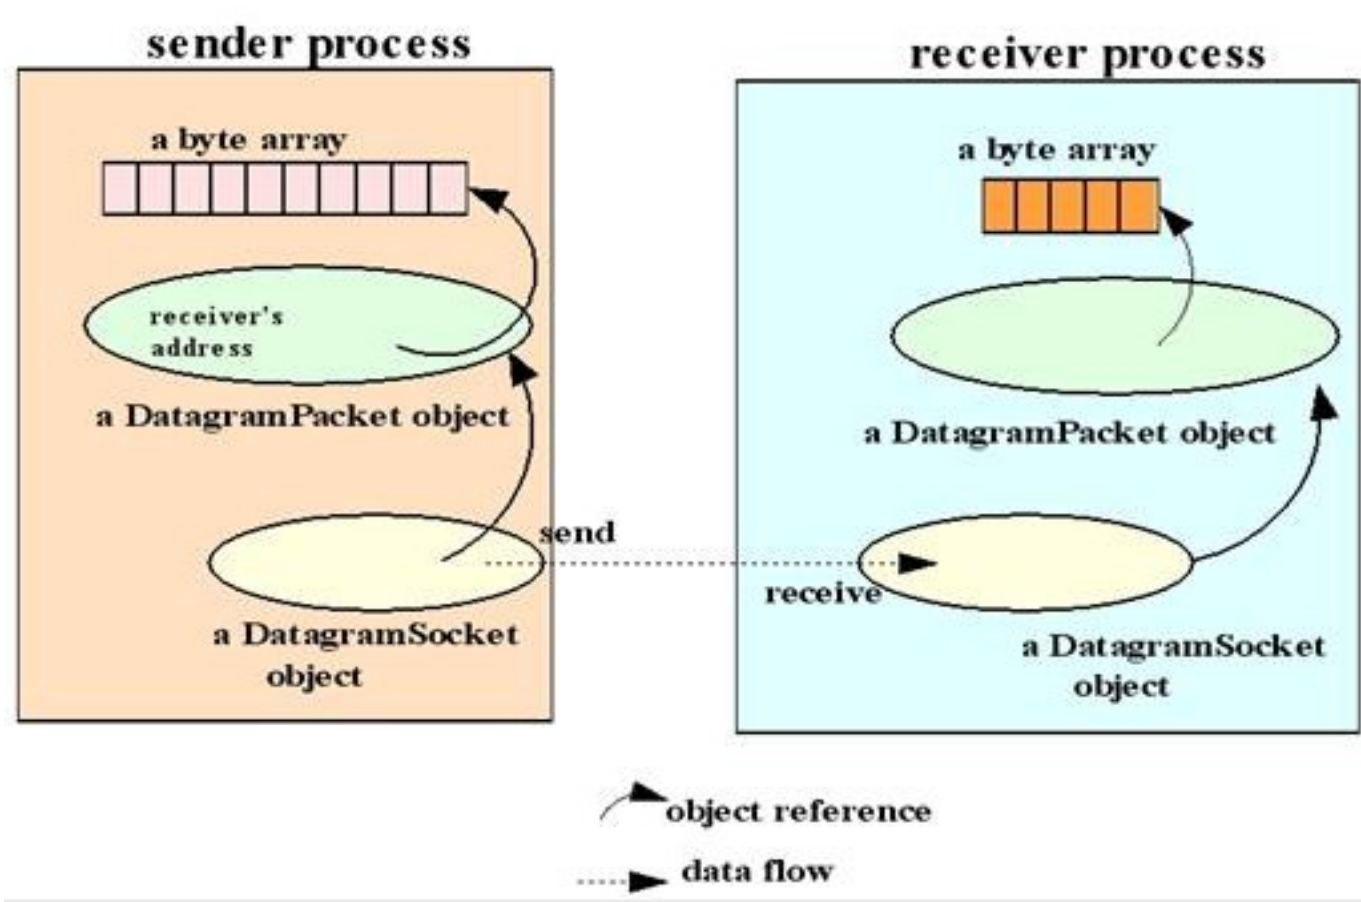 sender process
a byte array
receiver's
address
a DatagramPacket object
send
a DatagramSocket
object
receiver process
a byte array
a DatagramPacket object
receive
a DatagramSocket
object
object reference
data flow